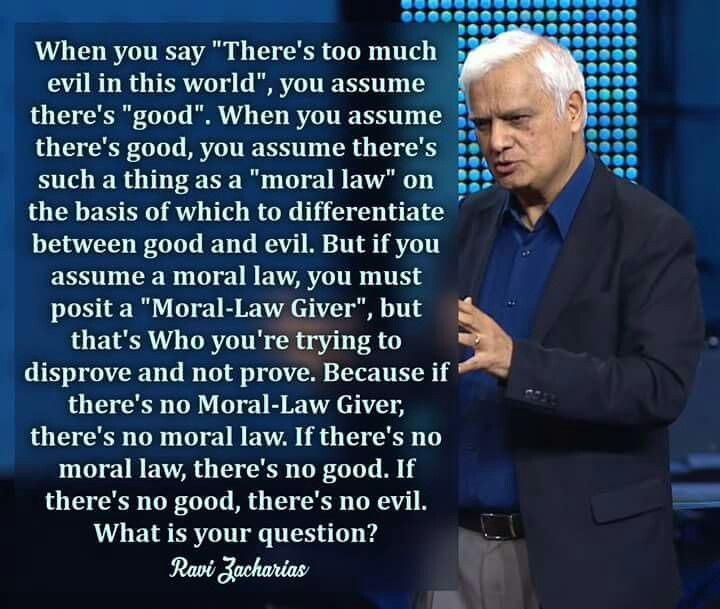 When you say "There's too much
evil in this world", you assume
there's "good". When you assume
there's good, you assume there's
such a thing as a "moral law" on
the basis of which to differentiate
between good and evil. But if you
assume a moral law, you must
posit a "Moral-Law Giver", but
that's Who you're trying to
disprove and not prove. Because if
there's no Moral-Law Giver,
there's no moral law. If there's no
moral law, there's no good. If
there's no good, there's no evil.
What is your question?
Ravi Zacharias